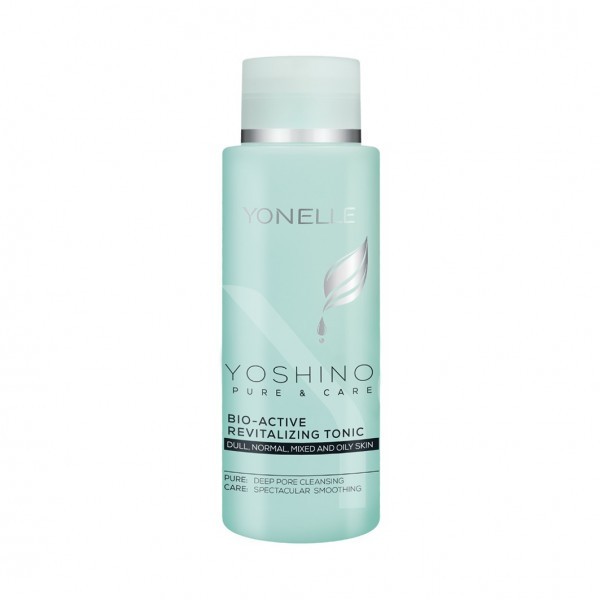 YONELLE
YOSHINO
PURE & CARE
BIO-ACTIVE
REVITALIZING TONIC
DULL, NORMAL, MIXED AND OILY SKIN
PURE: DEEP PORE CLEANSING
CARE: SPECTACULAR SMOOTHING